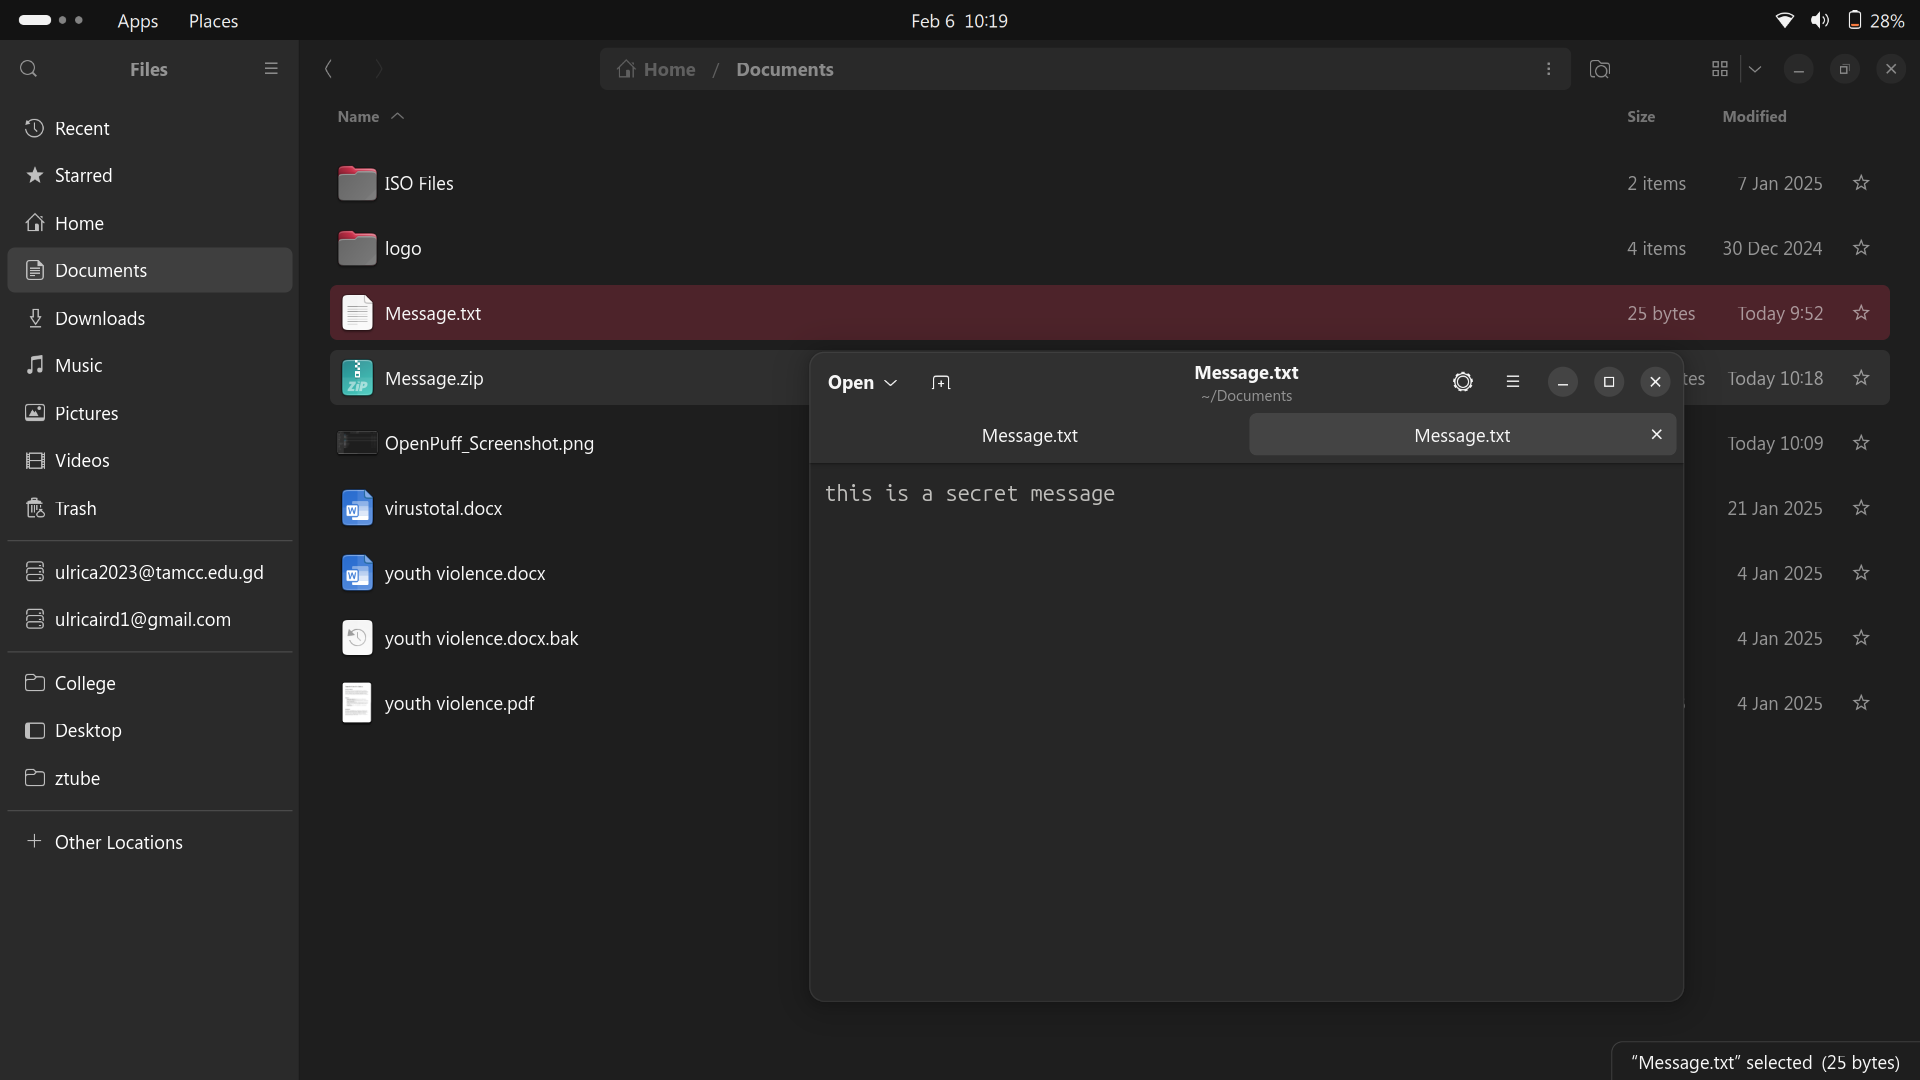 Apps Places Feb 6 10:19 28%
Files
Home / Documents
Name Size Modified
Recent
Starred
Home
Documents
Downloads
Music
Pictures
Videos
Trash
ulrica2023@tamcc.edu.gd
ulricaird1@gmail.com
College
Desktop
ztube
Other Locations
ISO Files 2 items 7 Jan 2025
logo 4 items 30 Dec 2024
Message.txt 25 bytes Today 9:52
Message.zip tes Today 10:18
OpenPuff_Screenshot.png Today 10:09
virustotal.docx 21 Jan 2025
youth violence.docx 4 Jan 2025
youth violence.docx.bak 4 Jan 2025
youth violence.pdf 4 Jan 2025
Open Message.txt
~/Documents
Message.txt Message.txt
this is a secret message
“Message.txt” selected (25 bytes)